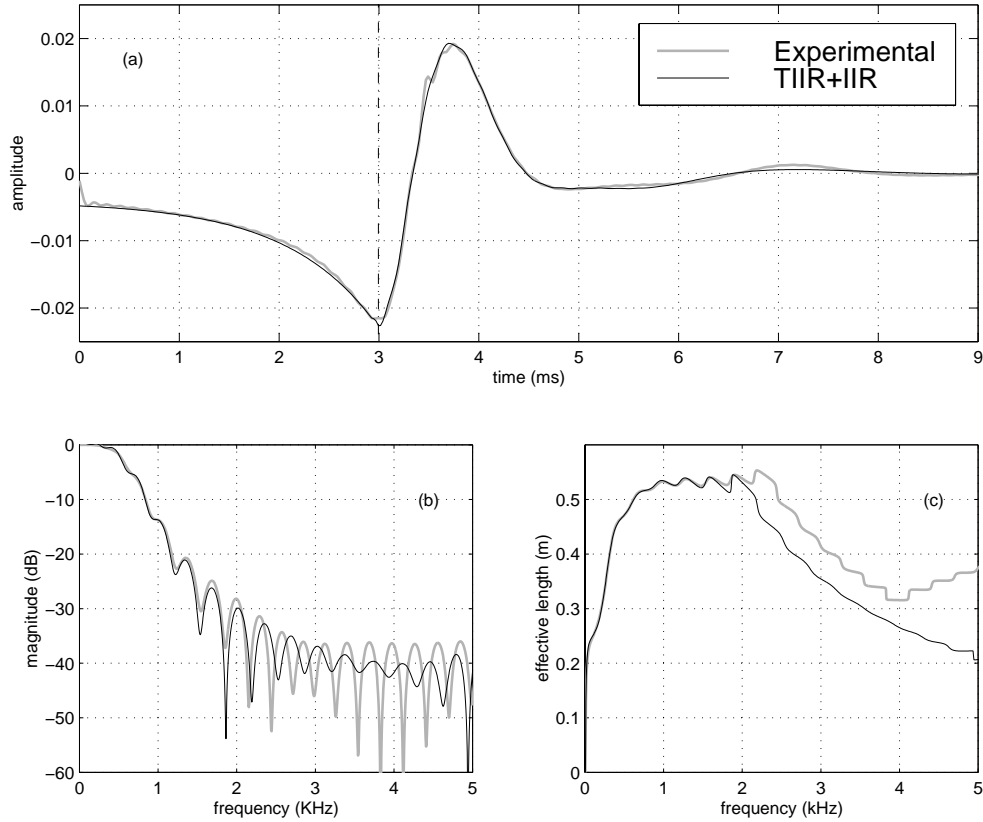 0.02
0.01
0
−0.01
−0.02
amplitude
(a)
Experimental
TIIR+IIR
0 1 2 3 4 5 6 7 8 9
time (ms)
0
−10
−20
−30
−40
−50
−60
magnitude (dB)
(b)
0 1 2 3 4 5
frequency (KHz)
0.5
0.4
0.3
0.2
0.1
0
effective length (m)
(c)
0 1 2 3 4 5
frequency (kHz)